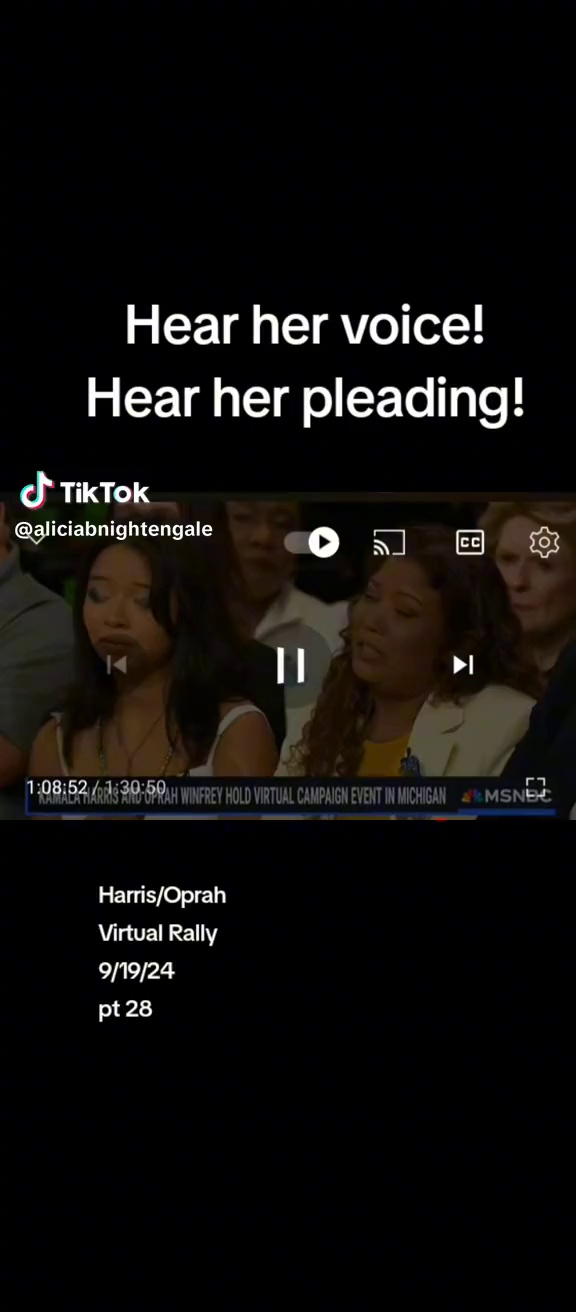 Hear her voice!
Hear her pleading!
TikTok
@aliciabnightengale
CC
1:08:52 / 1:30:50
KAMALA HARRIS AND OPRAH WINFREY HOLD VIRTUAL CAMPAIGN EVENT IN MICHIGAN
MSNBC
Harris/Oprah
Virtual Rally
9/19/24
pt 28